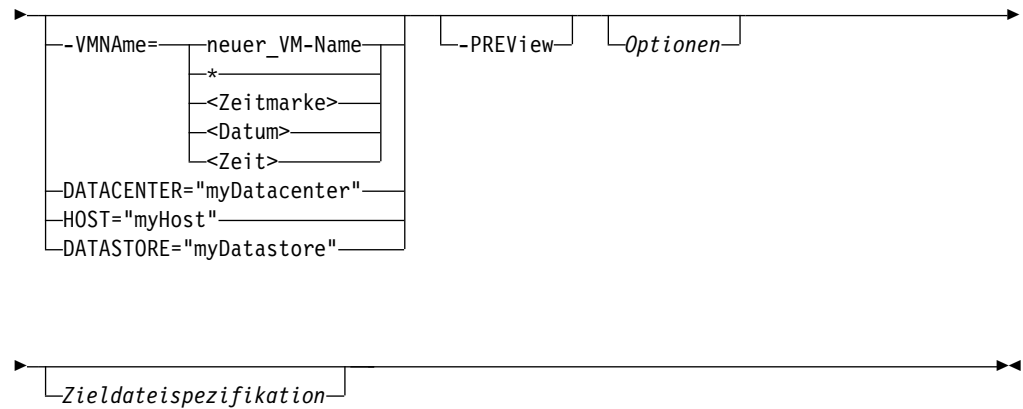 -VMNAme= neuer_VM-Name -PREView Optionen
*
<Zeitmarke>
<Datum>
<Zeit>
DATACENTER="myDatacenter"
HOST="myHost"
DATASTORE="myDatastore"
Zieldateispezifikation